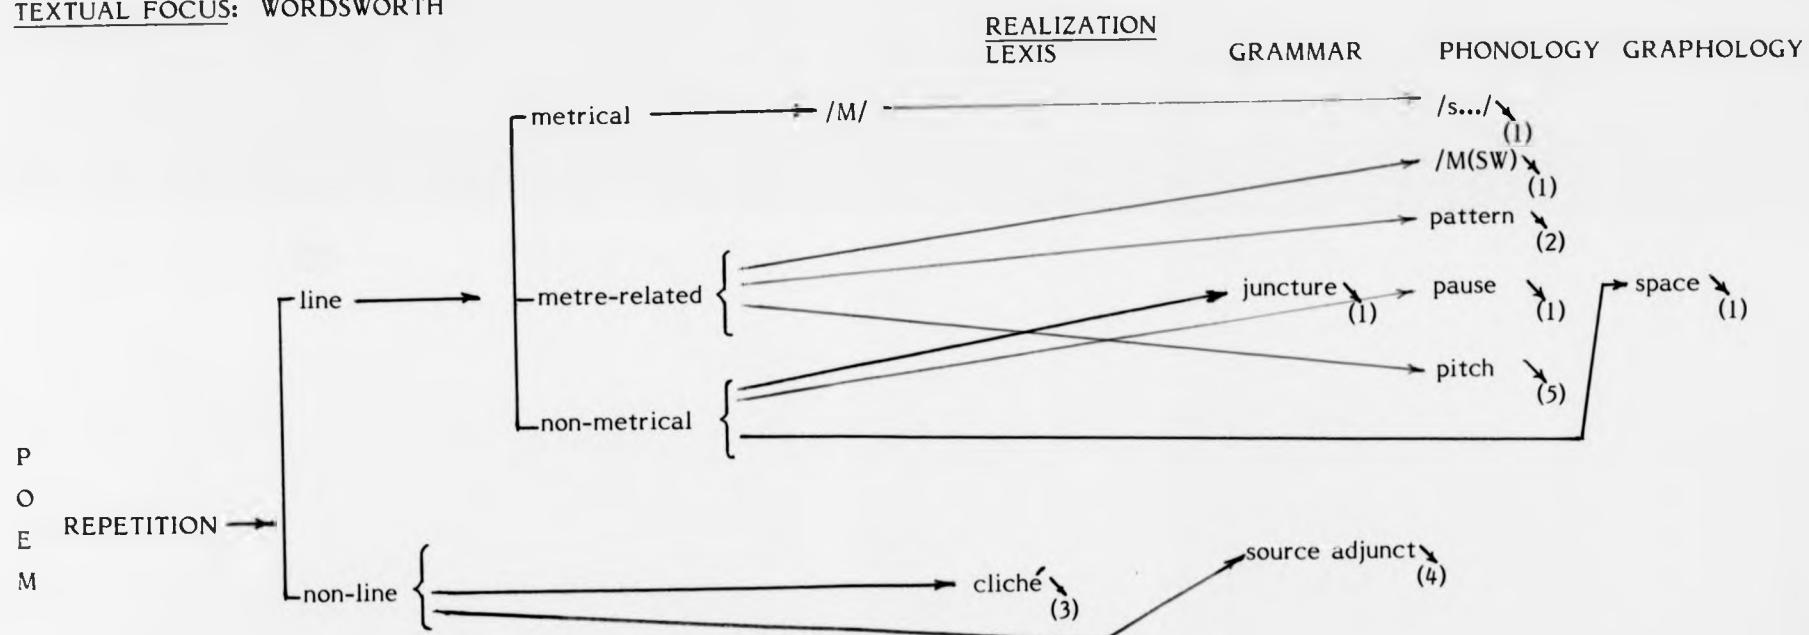 TEXTUAL FOCUS: WORDSWORTH
REALIZATION
LEXIS GRAMMAR PHONOLOGY GRAPHOLOGY
metrical /M/ /s.../
(1)
/M(SW)
(1)
pattern
(2)
line metre-related juncture pause space
(1) (1) (1)
pitch
(5)
non-metrical
P
O
E
M
REPETITION
source adjunct
(4)
non-line cliché
(3)